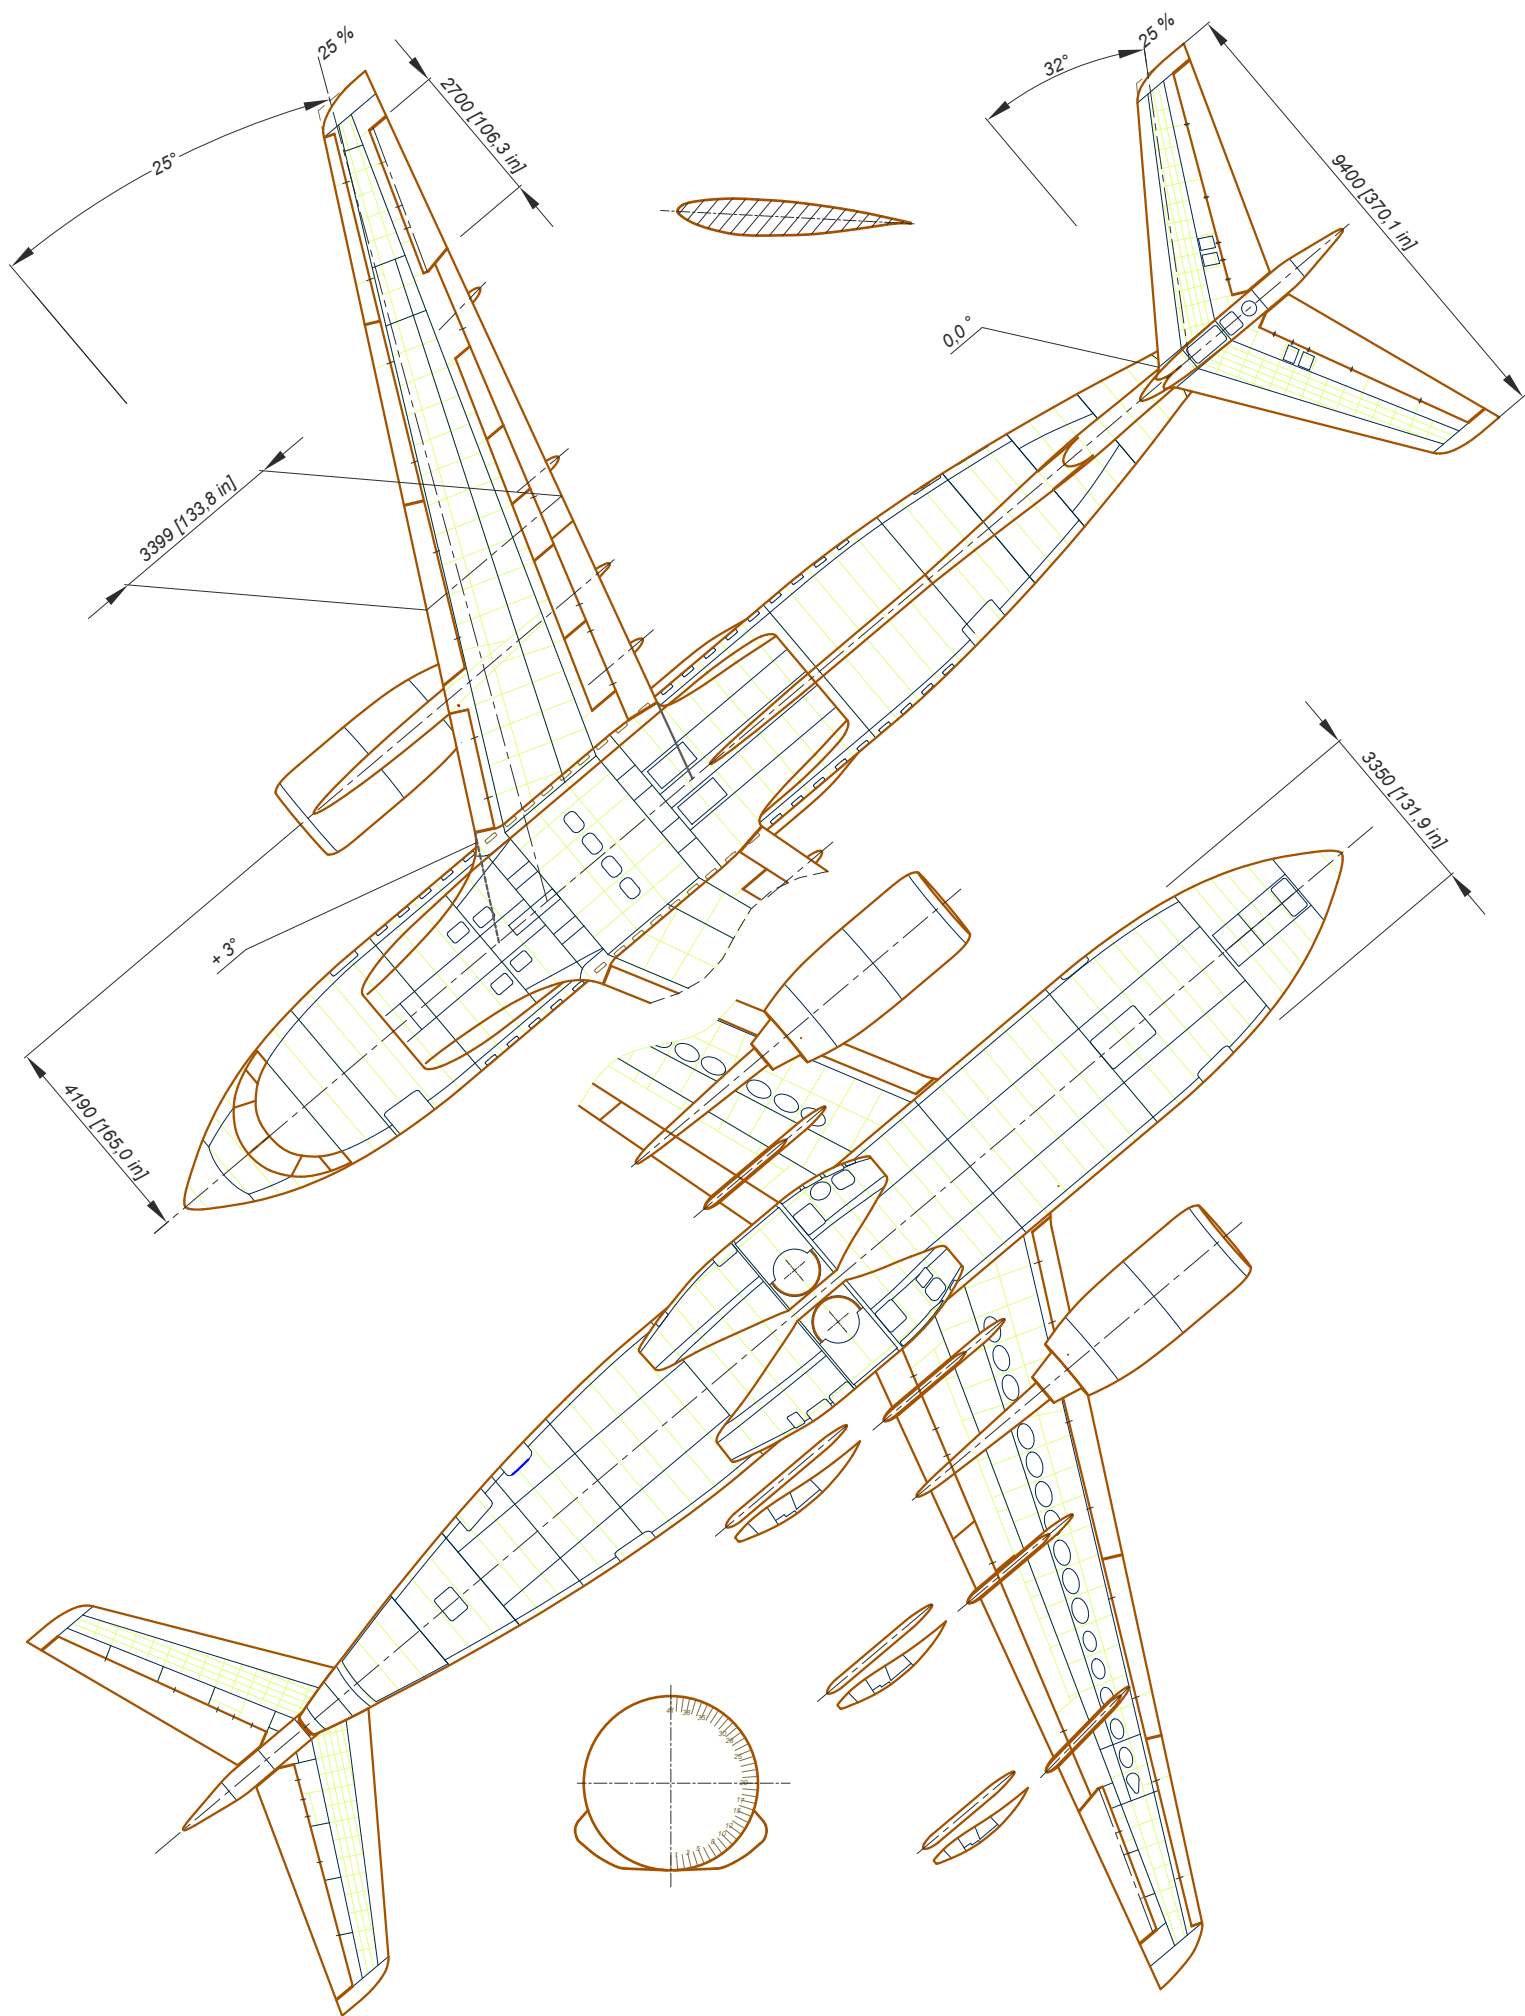 25 %
2700 [106,3 in]
25°
25 %
32°
9400 [370,1 in]
0,0 °
3399 [133,8 in]
3350 [131,9 in]
+ 3°
4190 [165,0 in]